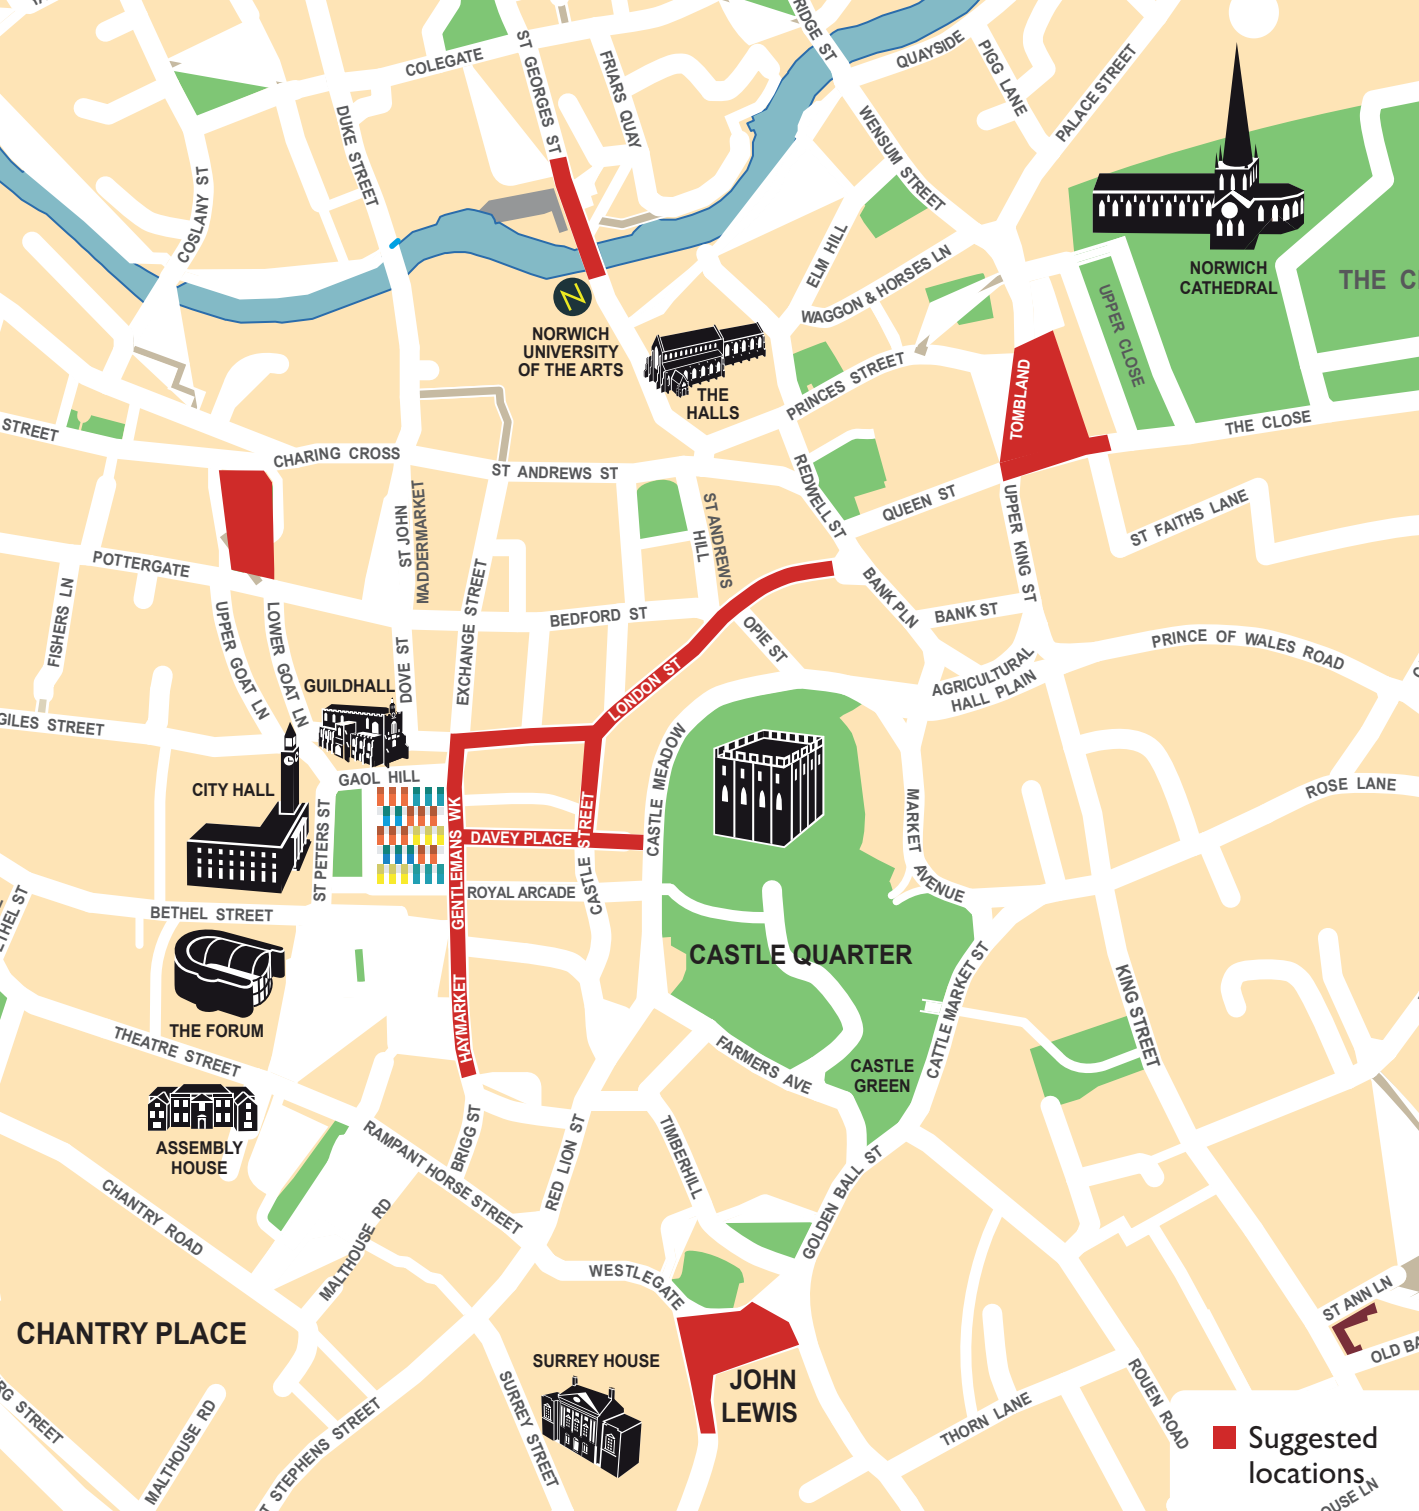 RIDGE ST
QUAYSIDE
PIGG LANE
PALACE STREET
COLEGATE
ST GEORGES ST
FRIARS QUAY
DUKE STREET
WENSUM STREET
COSLANY ST
ELM HILL
WAGGON & HORSES LN
NORWICH
CATHEDRAL
THE C
UPPER CLOSE
NORWICH
UNIVERSITY
OF THE ARTS
THE
HALLS
PRINCES STREET
TOMBLAND
THE CLOSE
STREET
CHARING CROSS
ST ANDREWS ST
REDWELL ST
QUEEN ST
ST FAITHS LANE
UPPER KING ST
ST JOHN
MADDERMARKET
ST ANDREWS
HILL
POTTERGATE
FISHERS LN
UPPER GOAT LN
LOWER GOAT LN
EXCHANGE STREET
BEDFORD ST
OPIE ST
BANK PLN
BANK ST
AGRICULTURAL
HALL PLAIN
PRINCE OF WALES ROAD
DOVE ST
GUILDHALL
LONDON ST
GILES STREET
CITY HALL
GAOL HILL
ST PETERS ST
GENTLEMANS WK
DAVEY PLACE
CASTLE STREET
CASTLE MEADOW
MARKET AVENUE
ROSE LANE
ROYAL ARCADE
BETHEL STREET
THEL ST
CASTLE QUARTER
CATTLE MARKET ST
KING STREET
THE FORUM
HAYMARKET
THEATRE STREET
FARMERS AVE
CASTLE
GREEN
ASSEMBLY
HOUSE
RAMPANT HORSE STREET
BRIGG ST
RED LION ST
TIMBERHILL
GOLDEN BALL ST
CHANTRY ROAD
MALTHOUSE RD
WESTLEGATE
CHANTRY PLACE
ST ANN LN
OLD BA
SURREY HOUSE
JOHN
LEWIS
SURREY STREET
THORN LANE
ROUEN ROAD
RG STREET
MALTHOUSE RD
T STEPHENS STREET
Suggested
locations
OUSE LN